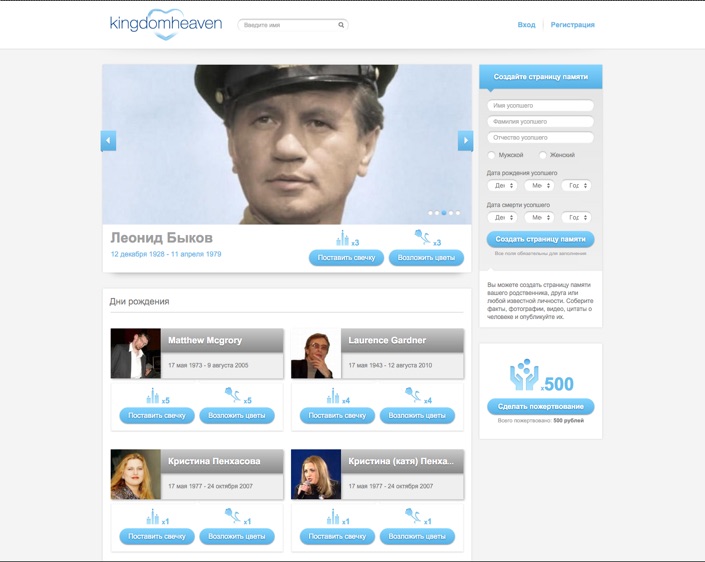 kingdomheaven
Введите имя
Вход
Регистрация
Леонид Быков
12 декабря 1928 - 11 апреля 1979
x3
x3
Поставить свечку
Возложить цветы
Дни рождения
Matthew Mcgrory
17 мая 1973 - 9 августа 2005
x5
x5
Поставить свечку
Возложить цветы
Laurence Gardner
17 мая 1943 - 12 августа 2010
x4
x4
Поставить свечку
Возложить цветы
Кристина Пенхасова
17 мая 1977 - 24 октября 2007
x1
x1
Поставить свечку
Возложить цветы
Кристина (катя) Пенха...
17 мая 1977 - 24 октября 2007
x1
x1
Поставить свечку
Возложить цветы
Создайте страницу памяти
Имя усопшего
Фамилия усопшего
Отчество усопшего
Мужской
Женский
Дата рождения усопшего
Ден
Ме
Год
Дата смерти усопшего
Ден
Ме
Год
Создать страницу памяти
Все поля обязательны для заполнения
Вы можете создать страницу памяти
вашего родственника, друга или
любой известной личности. Соберите
факты, фотографии, видео, цитаты о
человеке и опубликуйте их.
x500
Сделать пожертвование
Всего пожертвовано: 500 рублей